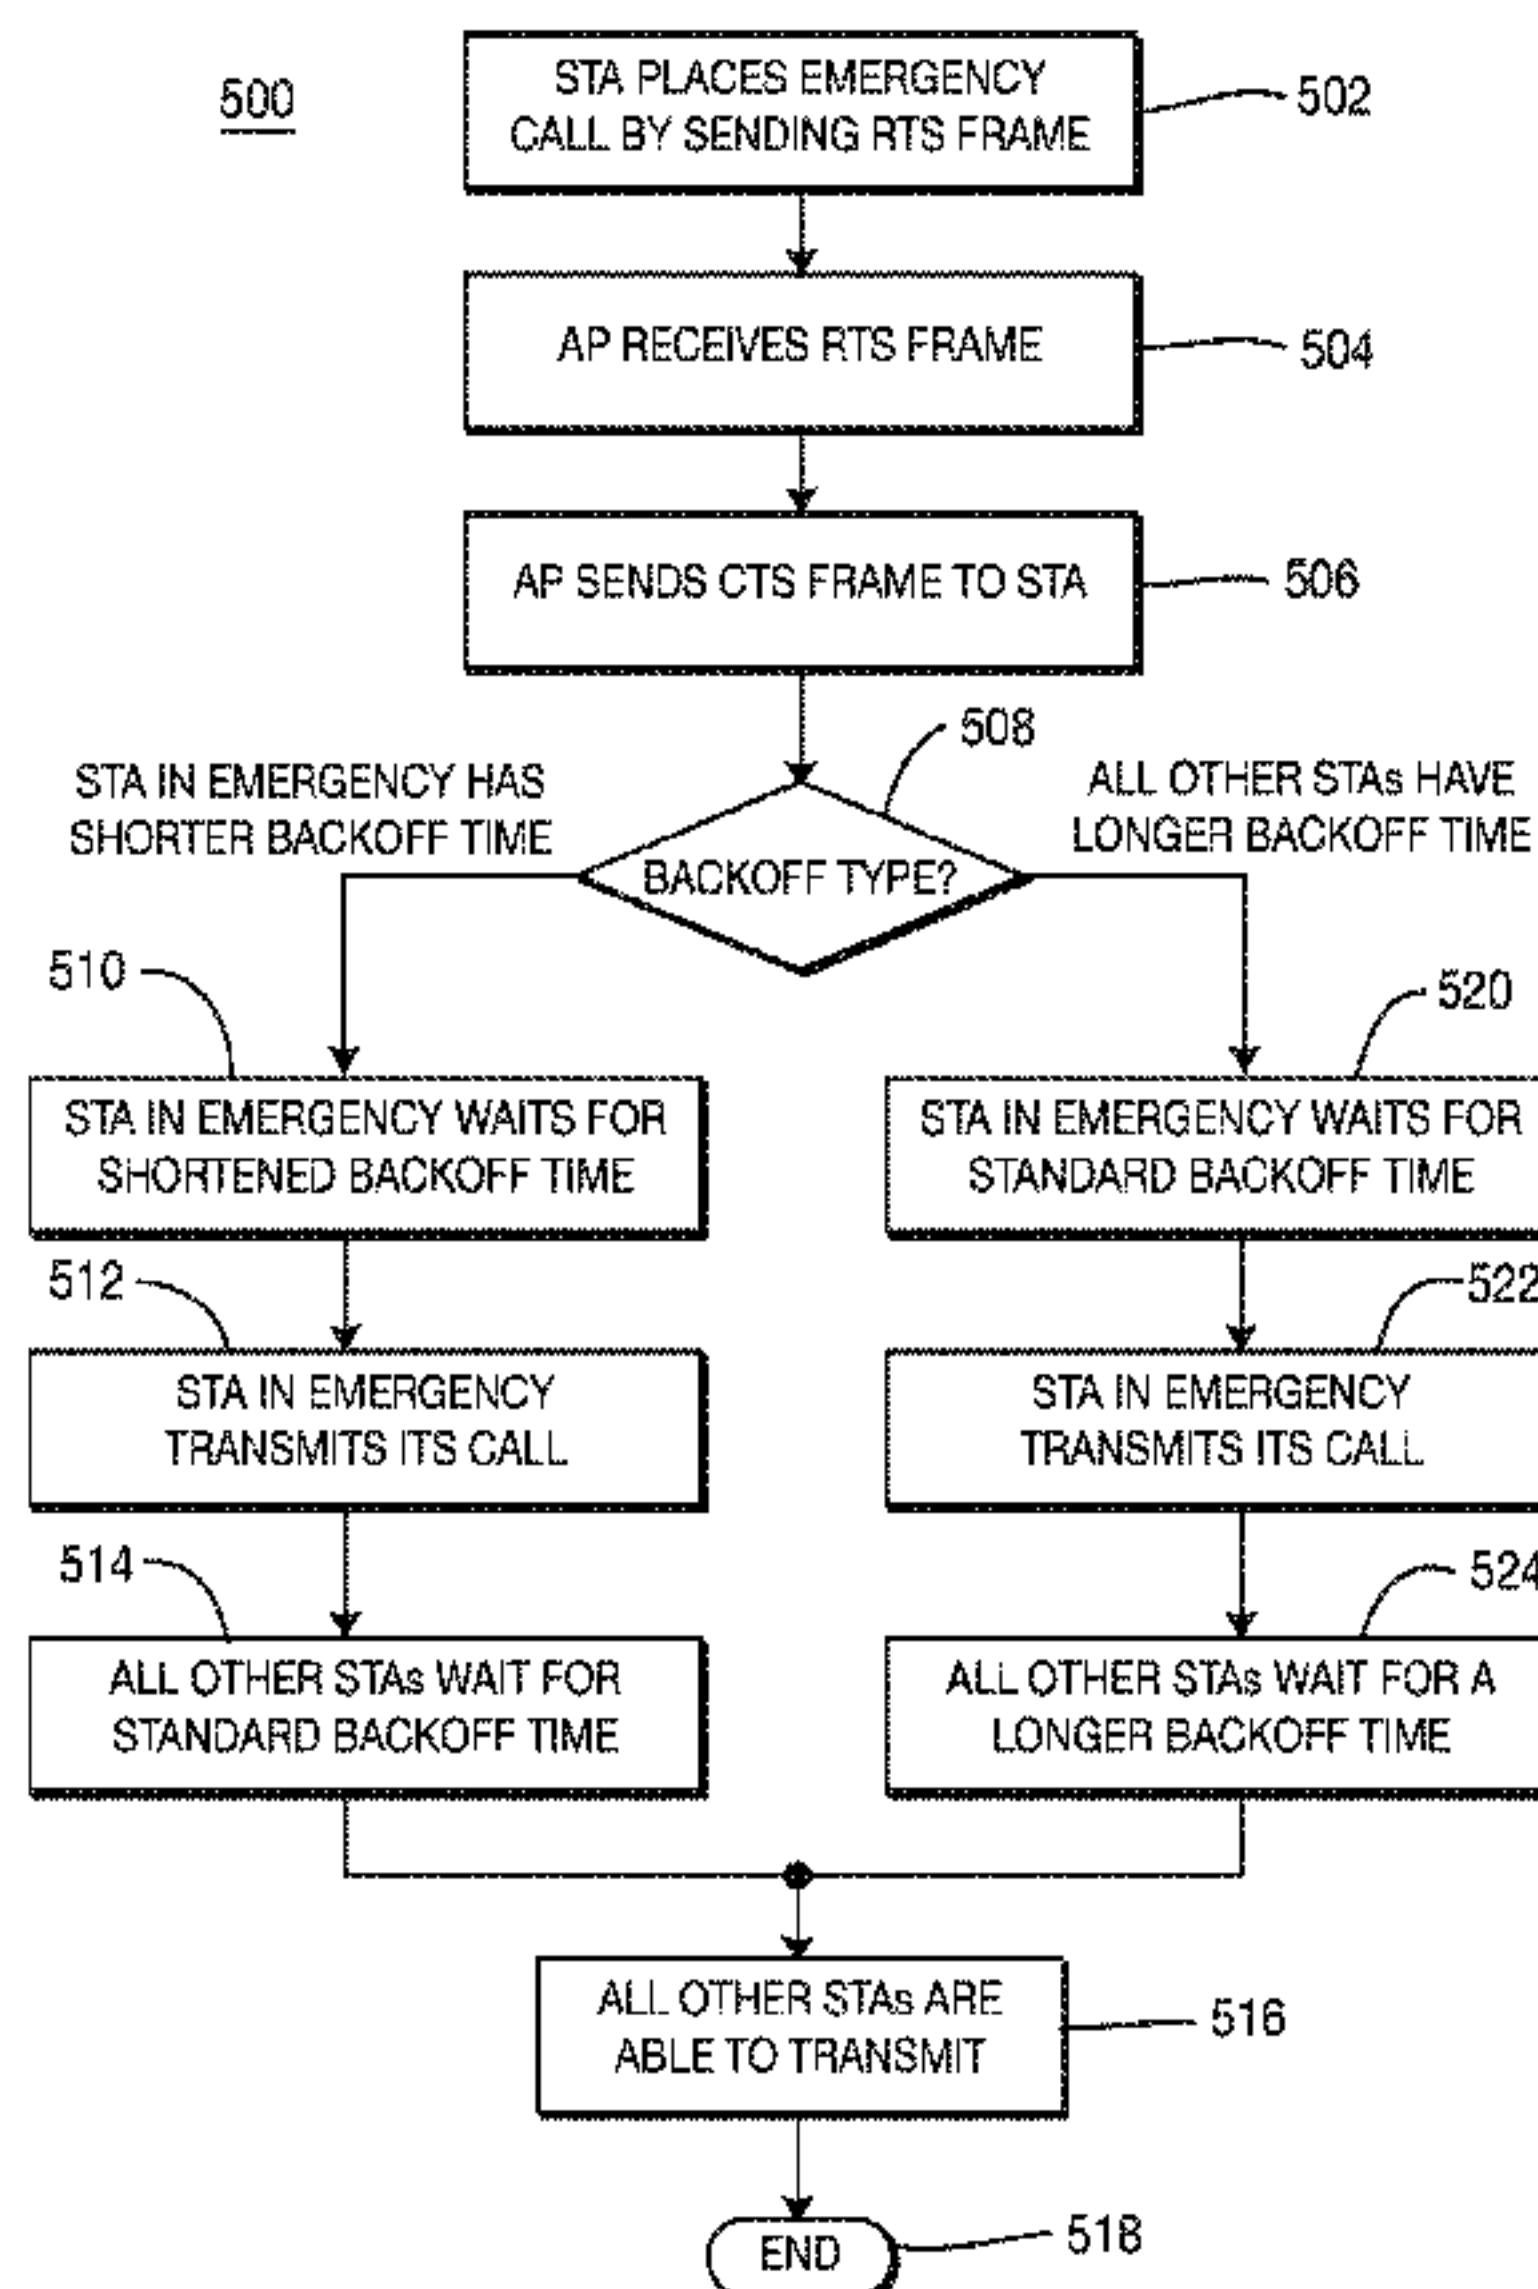 500
STA PLACES EMERGENCY
CALL BY SENDING RTS FRAME
502
AP RECEIVES RTS FRAME
504
AP SENDS CTS FRAME TO STA
506
508
STA IN EMERGENCY HAS
SHORTER BACKOFF TIME
ALL OTHER STAs HAVE
LONGER BACKOFF TIME
BACKOFF TYPE?
510
520
STA IN EMERGENCY WAITS FOR
SHORTENED BACKOFF TIME
STA IN EMERGENCY WAITS FOR
STANDARD BACKOFF TIME
512
522
STA IN EMERGENCY
TRANSMITS ITS CALL
STA IN EMERGENCY
TRANSMITS ITS CALL
514
524
ALL OTHER STAs WAIT FOR
STANDARD BACKOFF TIME
ALL OTHER STAs WAIT FOR A
LONGER BACKOFF TIME
ALL OTHER STAs ARE
ABLE TO TRANSMIT
516
END
518